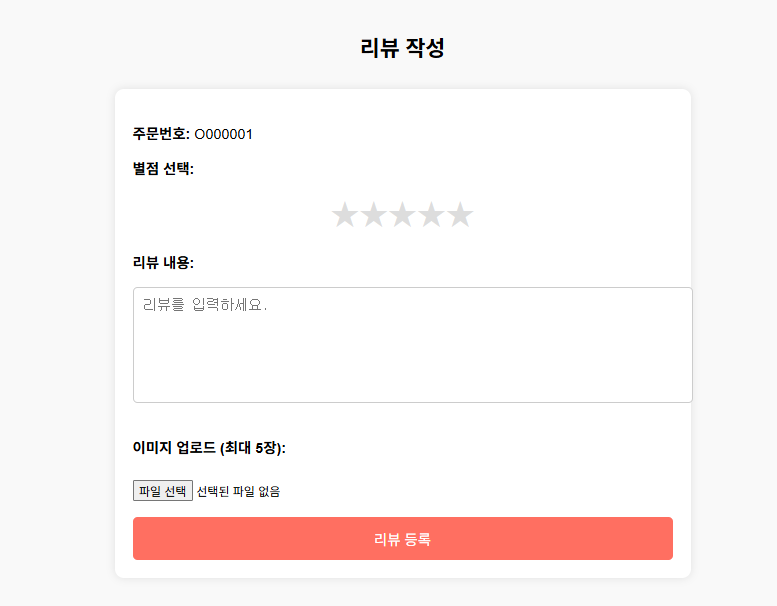 리뷰 작성
주문번호: O000001
별점 선택:
★★★★★
리뷰 내용:
리뷰를 입력하세요.
이미지 업로드 (최대 5장):
파일 선택 선택된 파일 없음
리뷰 등록